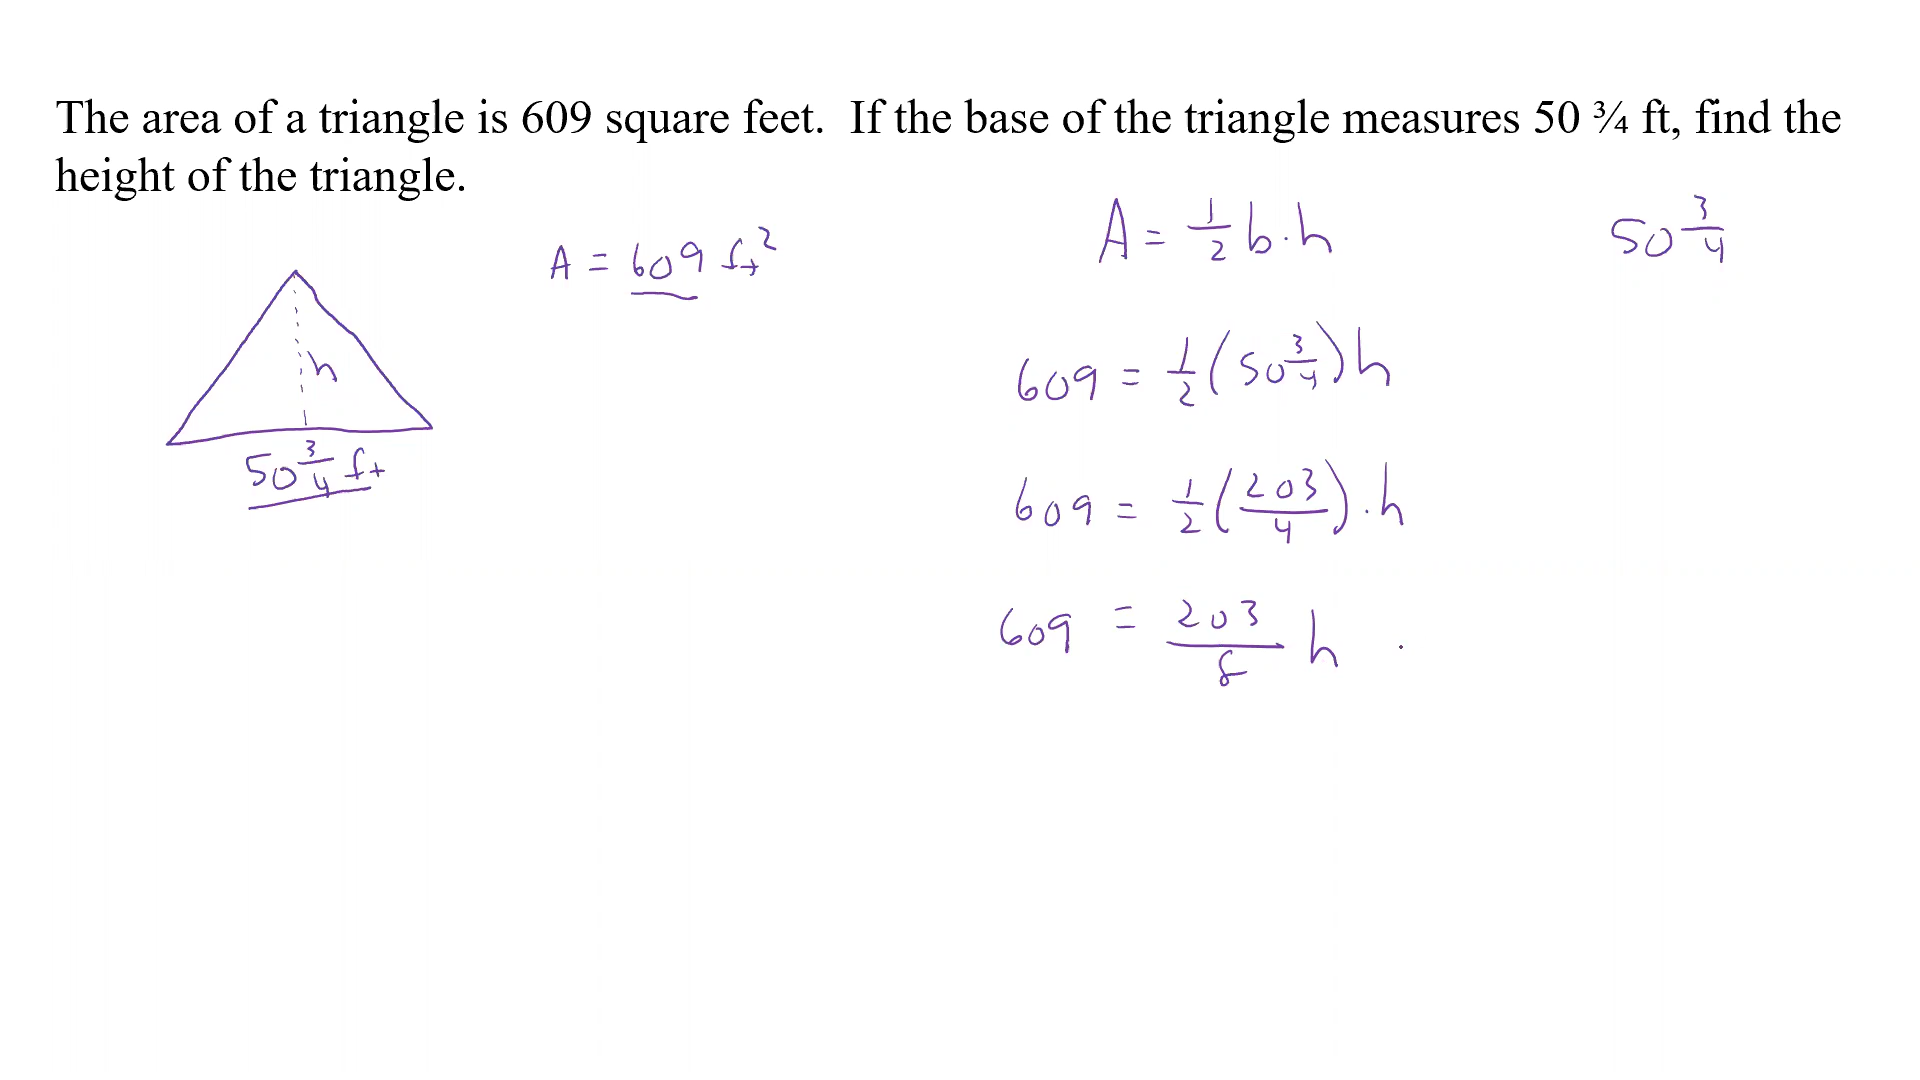 The area of a triangle is 609 square feet. If the base of the triangle measures 50 ¾ ft, find the
height of the triangle.
A = 609 ft²
A = 1/2 b·h
50 3/4
h
50 3/4 ft
609 = 1/2 (50 3/4) h
609 = 1/2 (203/4) · h
609 = 203/8 h